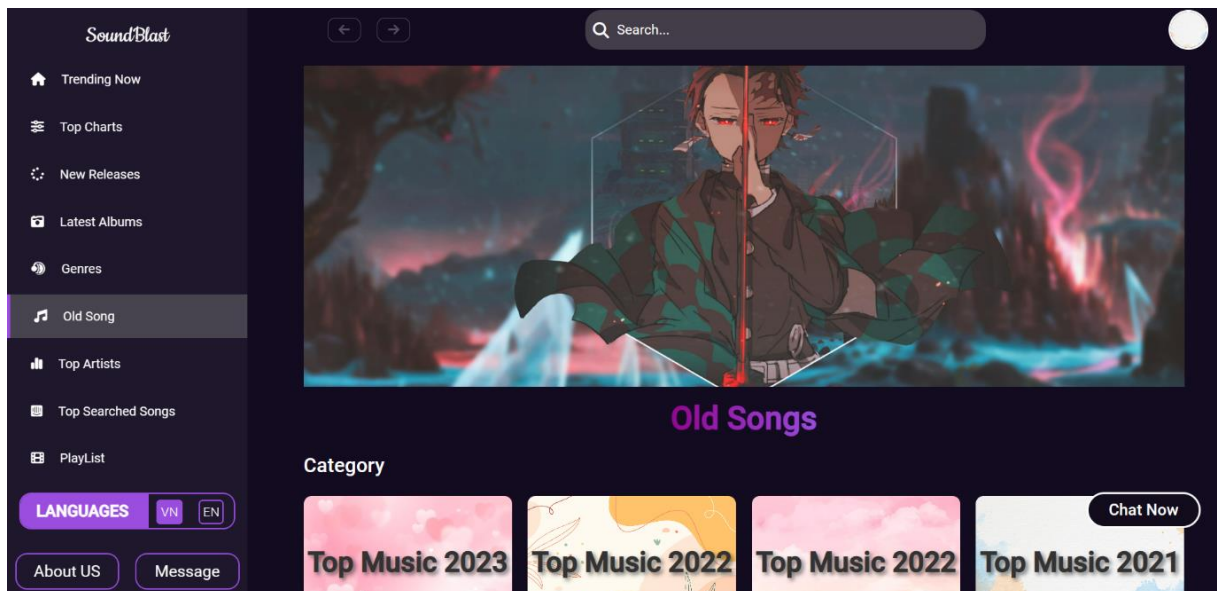 SoundBlast
Search...
Trending Now
Top Charts
New Releases
Latest Albums
Genres
Old Song
Top Artists
Top Searched Songs
PlayList
LANGUAGES VN EN
About US Message
Old Songs
Category
Top Music 2023 Top Music 2022 Top Music 2022 Top Music 2021
Chat Now